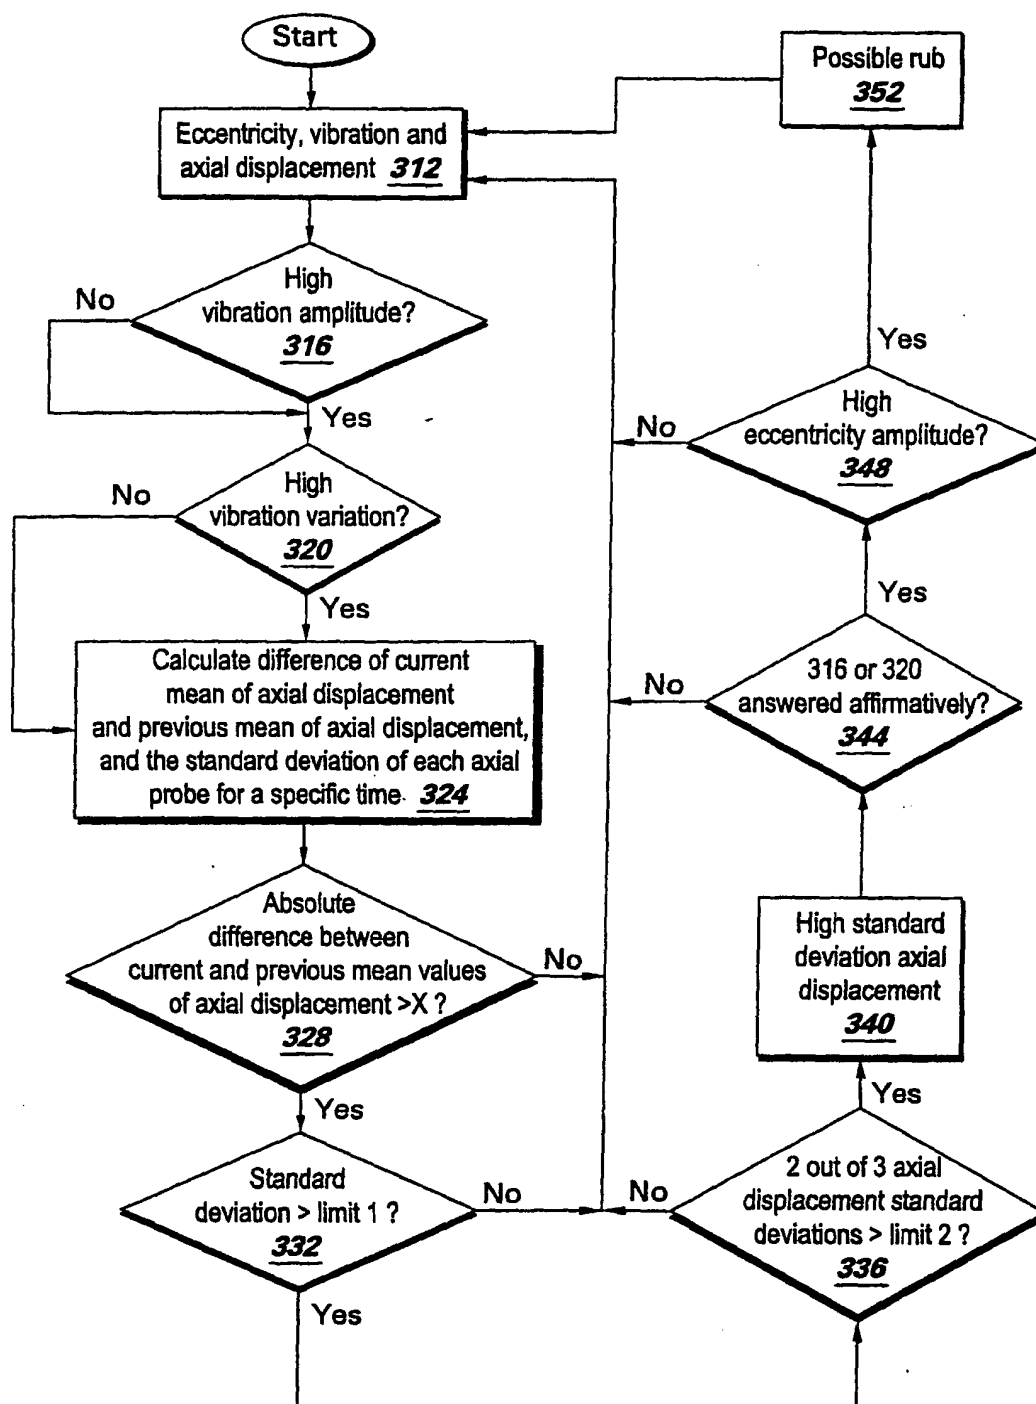 Start
Eccentricity, vibration and
axial displacement 312
High
vibration amplitude?
316
No
Yes
High
vibration variation?
320
No
Yes
Calculate difference of current
mean of axial displacement
and previous mean of axial displacement,
and the standard deviation of each axial
probe for a specific time 324
Absolute
difference between
current and previous mean values
of axial displacement >X ?
328
No
Yes
Standard
deviation > limit 1 ?
332
No
Yes
2 out of 3 axial
displacement standard
deviations > limit 2 ?
336
No
Yes
High standard
deviation axial
displacement
340
316 or 320
answered affirmatively?
344
No
Yes
High
eccentricity amplitude?
348
No
Yes
Possible rub
352